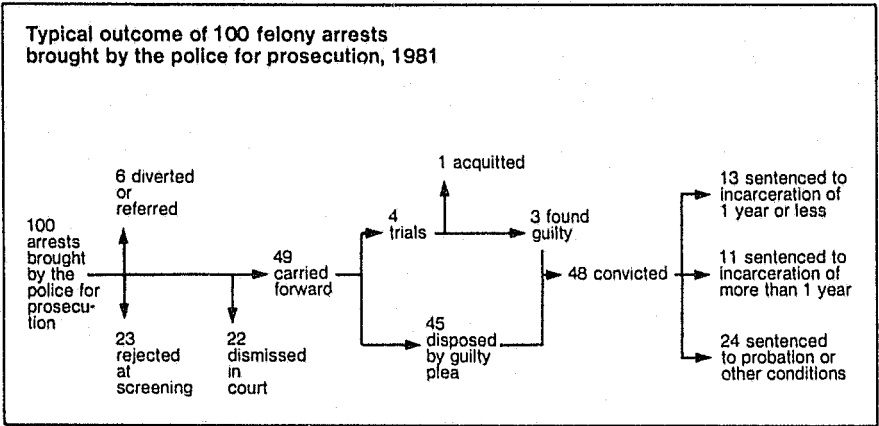 Typical outcome of 100 felony arrests
brought by the police for prosecution, 1981
100
arrests
brought
by the
police for
prosecu-
tion
6 diverted
or
referred
23
rejected
at
screening
22
dismissed
in
court
49
carried
forward
4
trials
1 acquitted
3 found
guilty
45
disposed
by guilty
plea
48 convicted
13 sentenced to
incarceration of
1 year or less
11 sentenced to
incarceration of
more than 1 year
24 sentenced
to probation or
other conditions